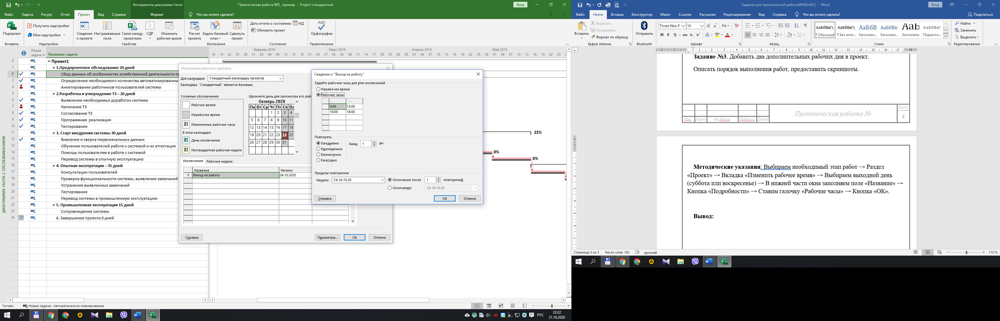 Инструменты диаграммы Ганта
Практическая работа №2_ пример - Project стандартный
Вход
Файл Задача Ресурс Отчет Проект Вид Справка Формат Что вы хотите сделать?
Подпроект
Вставить
Получить надстройки
Мои надстройки
Надстройки
Сведения о проекте
Настраиваемые поля
Связи между проектами
СДР
Изменить рабочее время
Свойства
Расчет проекта
Задать базовый план
Сдвинуть проект
Расписание
Дата отчета о состоянии: НД
Обновить проект
Состояние
ABC
Орфография
Правописание
Режим задачи
Название задачи
Февраль 2019 Март 2019 Апрель 2019 Май 2019
16 19 22 25 28 31 03 06 09 12 15 18 21 24 27 02 05 08 11 14 17 20 23 26 29 01 04 07 10 13 16 19 22 25 28 01 04 07 10 13 16 19 22 25
0 Проект1
1 1.Предпроектное обследование 20 дней
2 Сбор данных об особенностях хозяйственной деятельности
3 Определение необходимого количества автоматизированны
4 Анкетирование работников-пользователей системы
5 2.Разработка и утверждение ТЗ – 20 дней
6 Выявление необходимых доработок системы
7 Написание ТЗ
8 Согласование ТЗ
9 Программная реализация
10 Тестирование
11 3. Старт внедрения системы 30 дней
12 Внесение и сверка первоначальных данных
13 Обучение пользователей работе с системой и их аттестация
14 Помощь пользователям в работе с системой
15 Перевод системы в опытную эксплуатацию
16 4. Опытная эксплуатация – 35 дней
17 Консультации пользователей
18 Проверка функциональности системы, выявление замечаний
19 Устранение выявленных замечаний
20 Тестирование
21 Перевод системы в промышленную эксплуатацию
22 5. Промышленная эксплуатация 15 дней
23 Сопровождение системы
24 6. Завершение проекта 0 дней
ДИАГРАММА ГАНТА С ОТСЛЕЖИВАНИЕМ
23%
0%
0%
Изменение рабочего времени
Для календаря: Стандартный (календарь проекта)
Календарь "Стандартный" является базовым.
Условные обозначения:
Рабочее время
Нерабочее время
31 Измененные рабочие часы
В этом календаре:
31 День исключения
31 Нестандартная рабочая неделя
Щелкните день для просмотра его раб
Октябрь 2020
Пн Вт Ср Чт Пт Сб Вс
1 2 3 4
5 6 7 8 9 10 11
12 13 14 15 16 17 18
19 20 21 22 23 24 25
26 27 28 29 30 31
Исключения Рабочие недели
Название Начало
1 Выход на работу 24.10.2020
Справка Параметры... ОК Отмена
Сведения о "Выход на работу"
Задайте рабочие часы для этих исключений
Нерабочее время
Рабочие часы:
С По
9:00 13:00
14:00 18:00
Повторять
Ежедневно
Еженедельно
Ежемесячно
Ежегодно
Кажд. 1 дн.
Пределы повторения
Начало: Сб 24.10.20
Окончание после 1 повторений
Окончание: Сб 24.10.20
Справка ОК Отмена
Готово Новые задачи : Автоматическое планирование
РУС
22:22
21.10.2020
Задание для практической работы№4(ВнИС) - Word
Вход
Файл Home Вставка Конструктор Макет Ссылки Рассылки Рецензирование Вид Справка Что вы хотите сделать? Поделиться
Вставить
Вырезать
Копировать
Формат по образцу
Буфер обмена
Отправить
Bluetooth
Times New F 14
Ж К Ч abc x₂ x²
Шрифт
Абзац
АаБбВвГг, АаБбВвГг, АаБбВ АаБбВв АаЬ АаБбВвГ
¶ Обычный ¶ Без инте... Заголово... Заголово... Заголовок Подзагол...
Стили
Найти
Заменить
Выделить
Редактирование
Задание №3. Добавить два дополнительных рабочих дня в проект.
Описать порядок выполнения работ, предоставить скриншоты.
Изм. Лист № докум. Подпись Дата
Практическая работа №
Лист
2
Методические указания: Выбираем необходимый этап работ → Раздел
«Проект» → Вкладка «Изменить рабочее время» → Выбираем выходной день
(суббота или воскресенье) → В нижней части окна заполняем поле «Название» →
Кнопка «Подробности» → Ставим галочку «Рабочие часы» → Кнопка «ОК».
Вывод:
Страница 3 из 3 Число слов: 182 русский
110 %